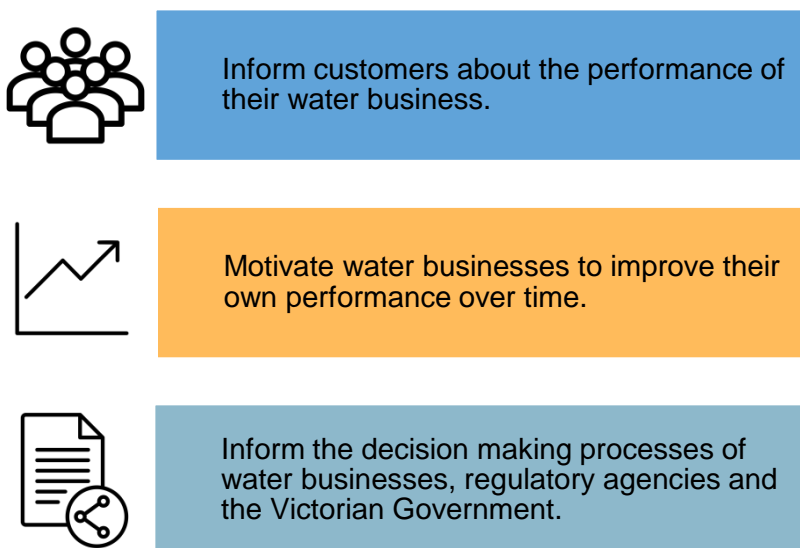 Inform customers about the performance of
their water business.
Motivate water businesses to improve their
own performance over time.
Inform the decision making processes of
water businesses, regulatory agencies and
the Victorian Government.